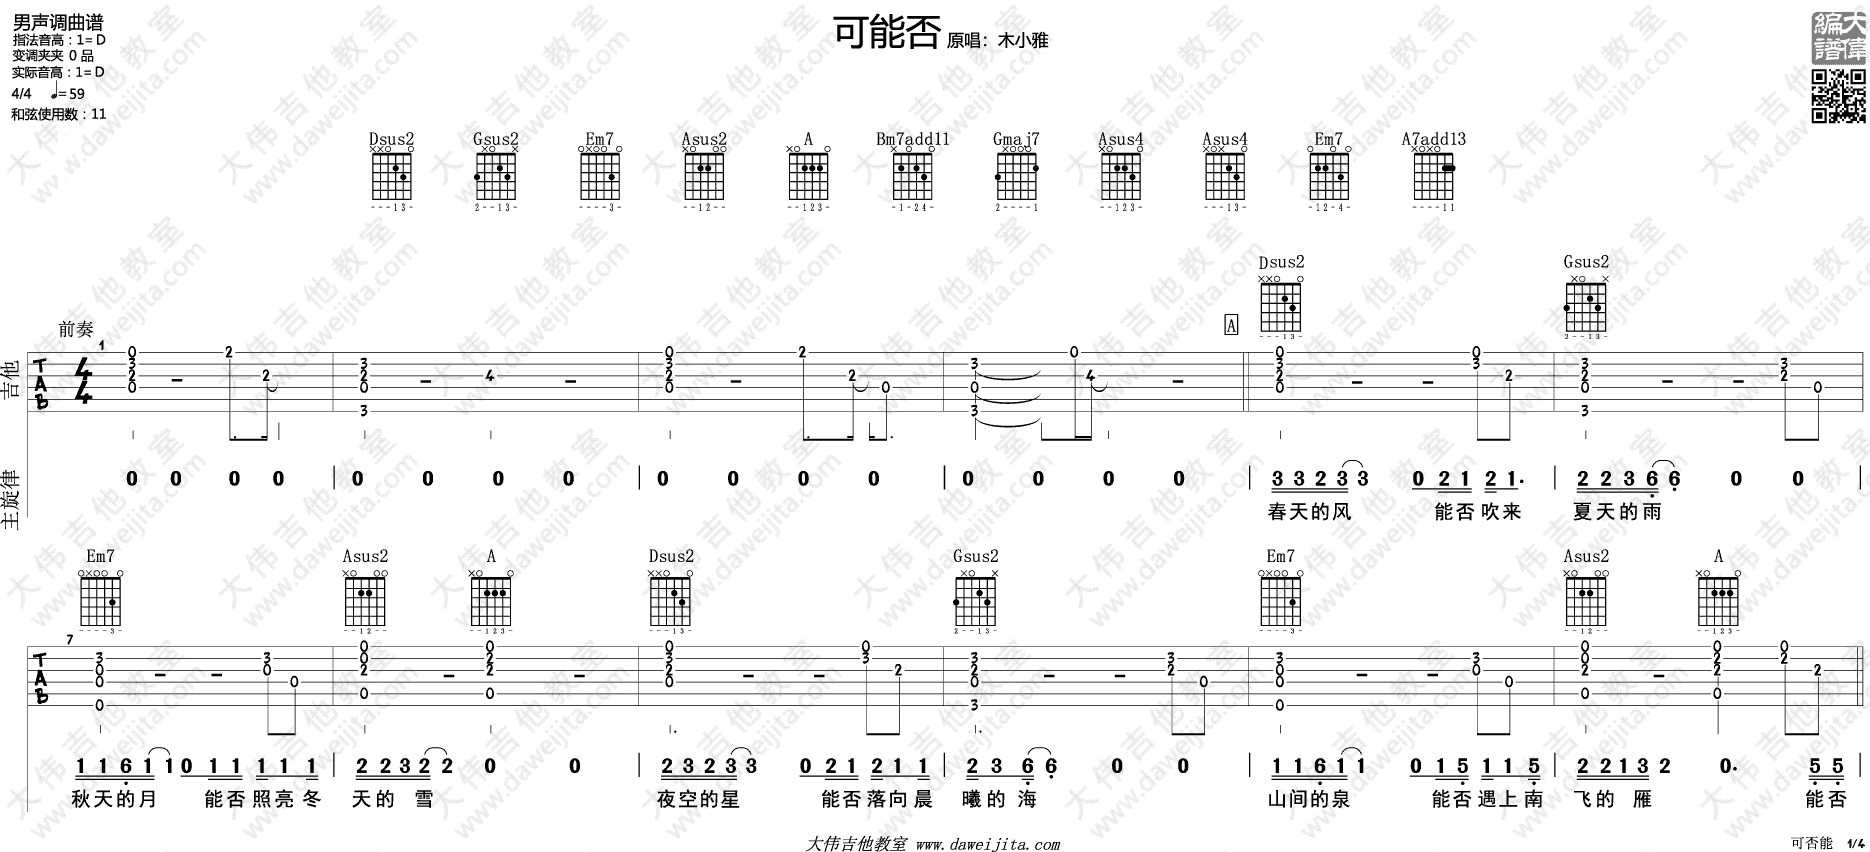 男声调曲谱
指法音高：1=D
变调夹夹 0 品
实际音高：1=D
4/4 ♩=59
和弦使用数：11
可能否 原唱：木小雅
大偉
編譜
Dsus2 Gsus2 Em7 Asus2 A Bm7add11 Gmaj7 Asus4 Asus4 Em7 A7add13
Dsus2 Gsus2
前奏 A
吉他
TAB
主旋律
0 0 0 0 | 0 0 0 0 | 0 0 0 0 | 0 0 0 0 | 3 3 2 3 3 0 2 1 2 1. | 2 2 3 6 6 0 0 |
春天的风 能否吹来 夏天的雨
Em7 Asus2 A Dsus2 Gsus2 Em7 Asus2 A
7
TAB
1 1 6 1 1 0 1 1 1 1 1 | 2 2 3 2 2 0 0 | 2 3 2 3 3 0 2 1 2 1 1 | 2 3 6 6 0 0 | 1 1 6 1 1 0 1 5 1 1 5 | 2 2 1 3 2 0. 5 5 |
秋天的月 能否照亮冬 天的 雪 夜空的星 能否落向晨 曦的 海 山间的泉 能否遇上南 飞的 雁 能否
大伟吉他教室 www.daweijita.com
可否能 1/4